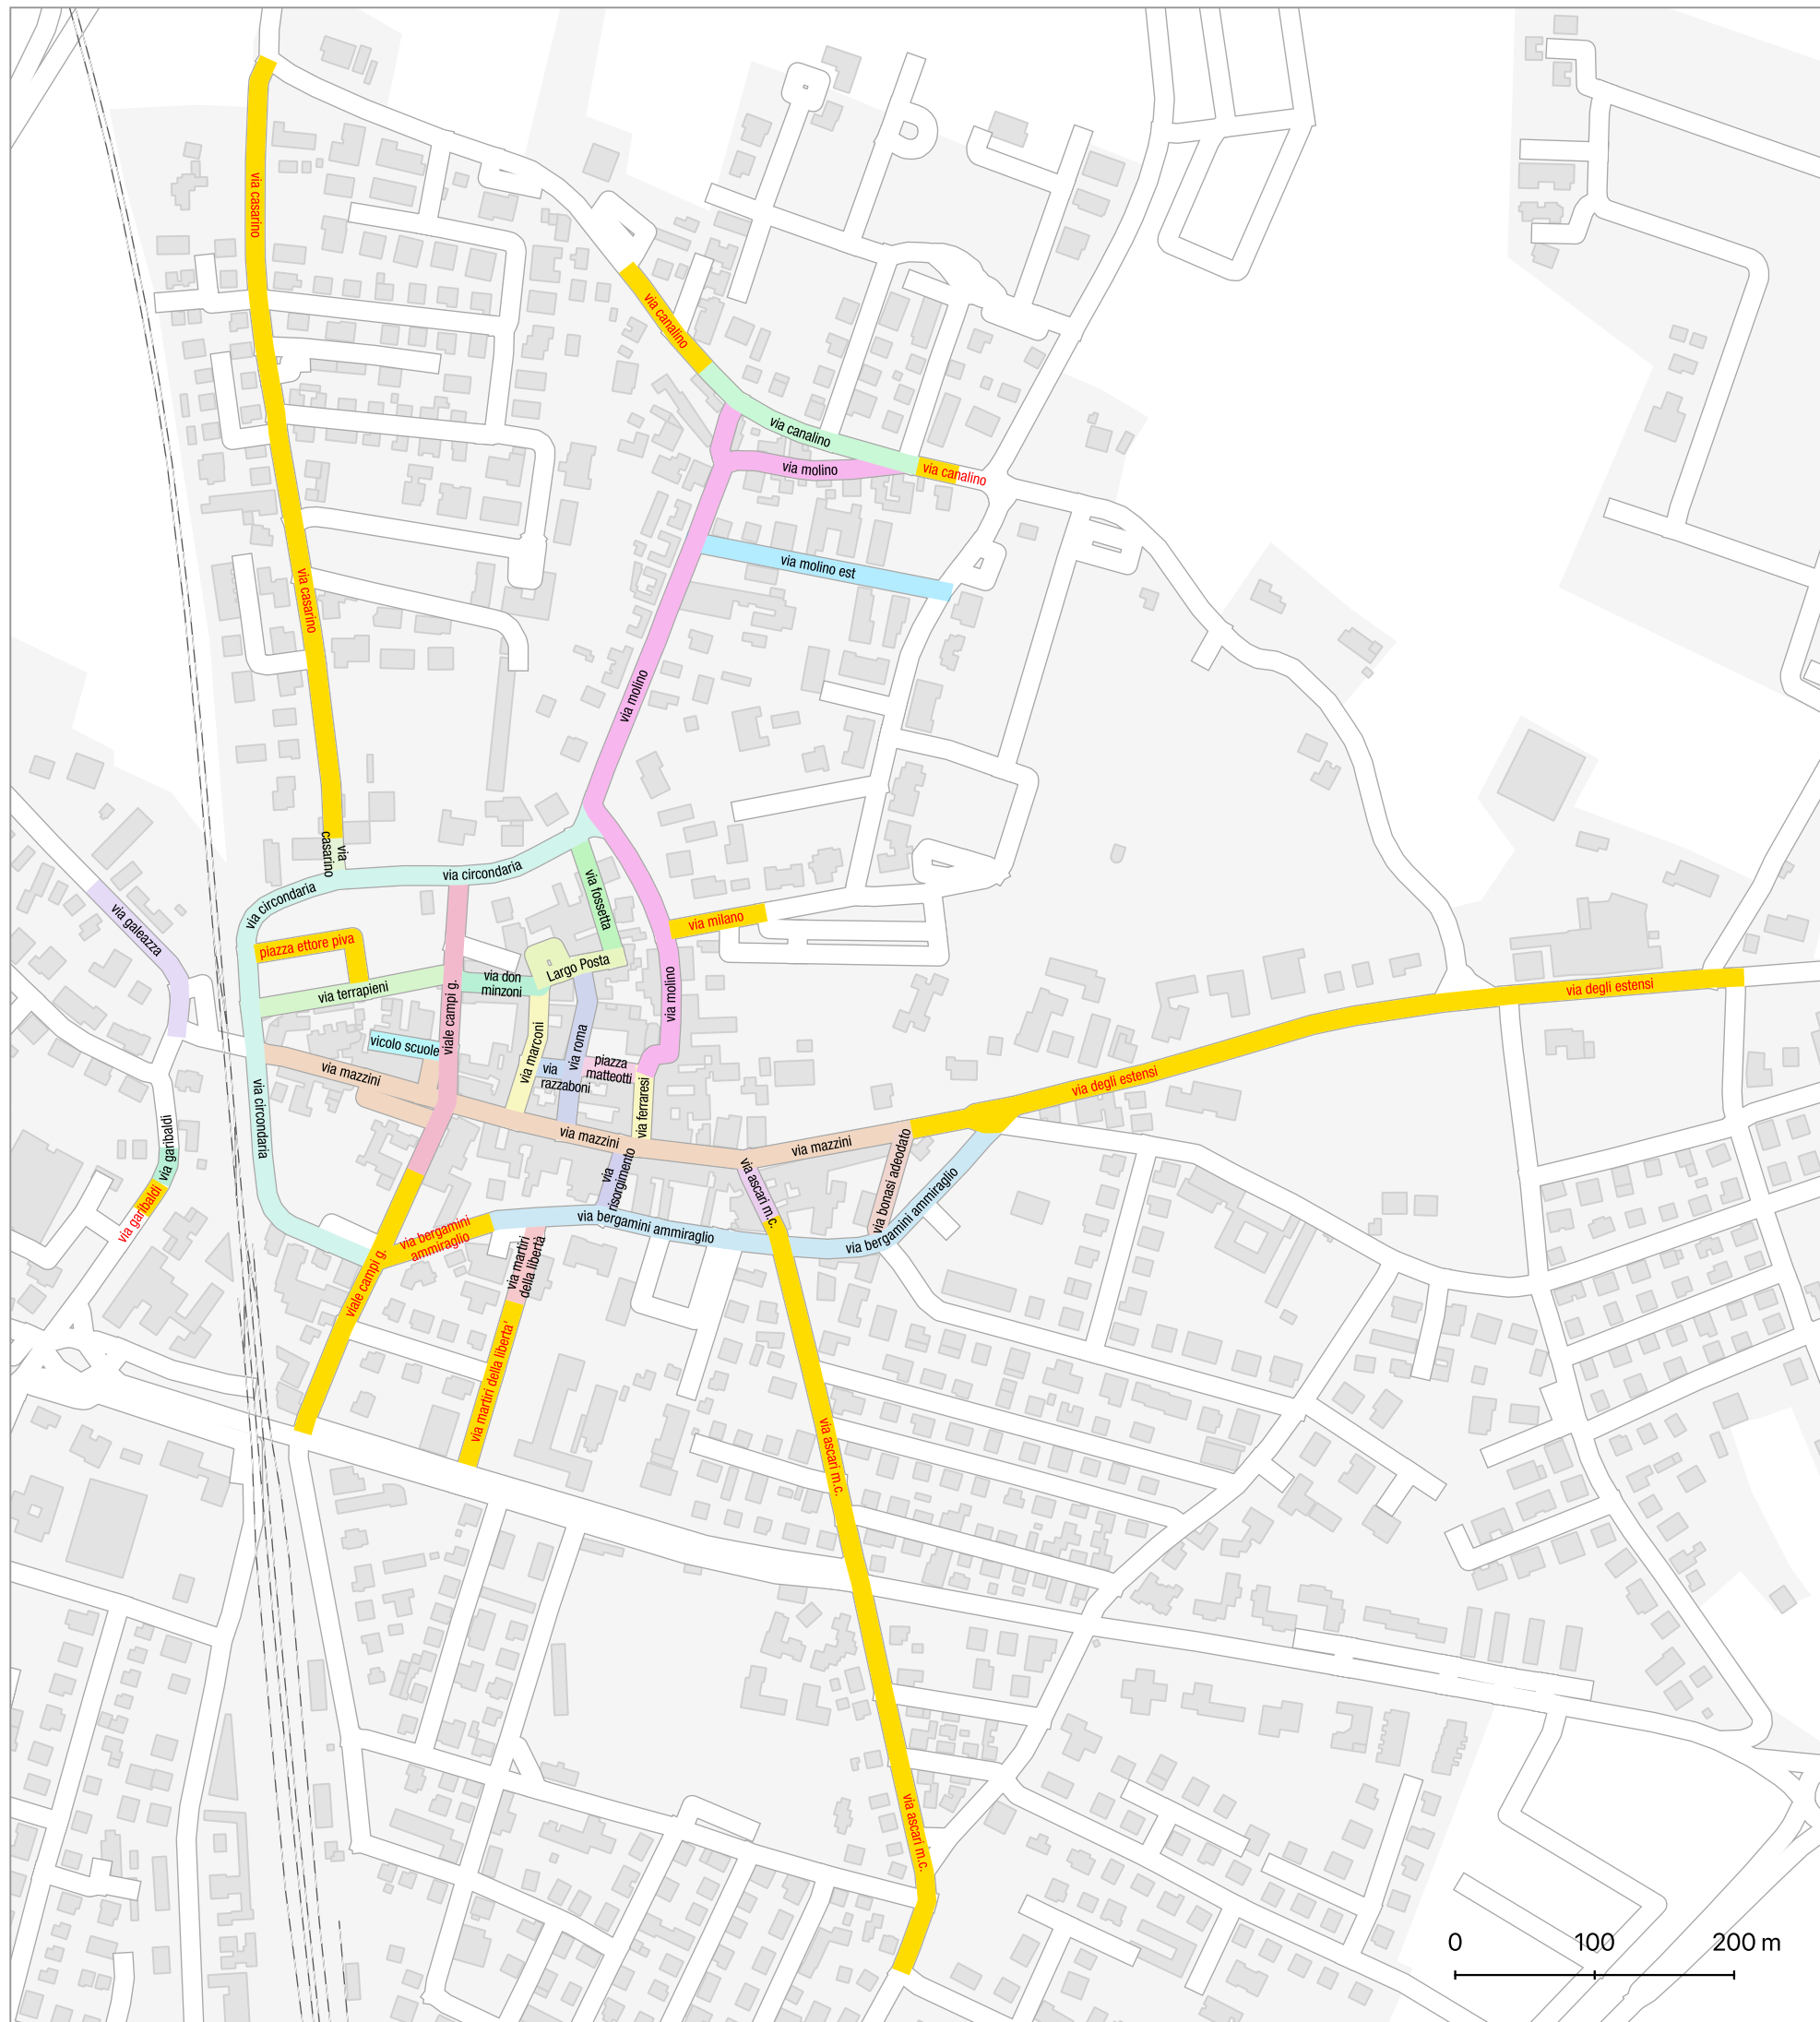 via casarino
via canalino
via canalino
via molino
via canalino
via molino est
via casarino
via molino
via
casarino
via circondaria
via circondaria
via fossetta
via galeazza
via milano
piazza ettore piva
Largo Posta
via don
minzoni
via terrapieni
via molino
via degli estensi
viale campi g.
vicolo scuole
via marconi
via roma
piazza
matteotti
via
razzaboni
via mazzini
via degli estensi
via ferraresi
via circondaria
via garibaldi
via mazzini
via mazzini
via bonasi adeodato
via
risorgimento
via ascari m.c.
via garibaldi
via bergamini
ammiraglio
via bergamini ammiraglio
via bergamini ammiraglio
via martiri
della libertà
viale campi g.
via martiri della liberta'
via ascari m.c.
via ascari m.c.
0 100 200 m